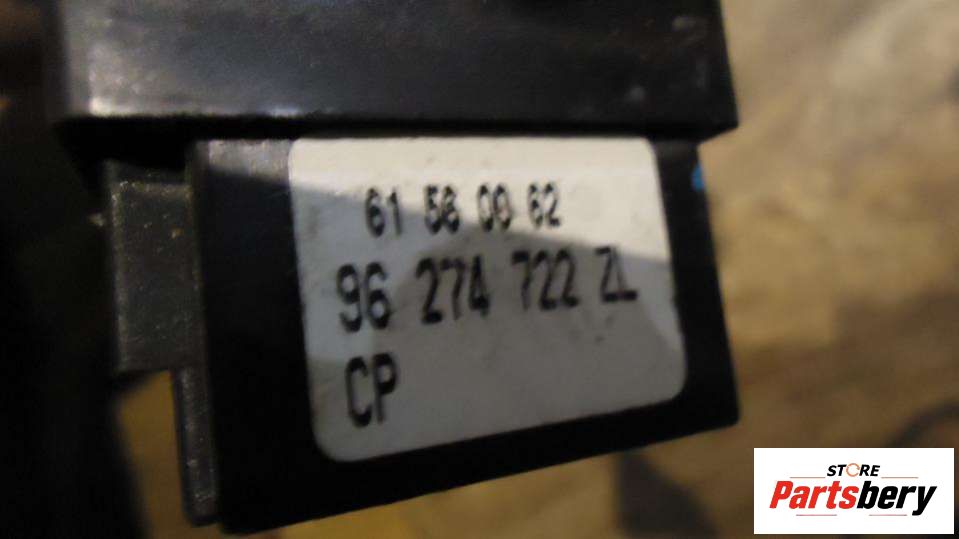 61 58 00 62
96 274 722 ZL
CP
STORE
Partsbery